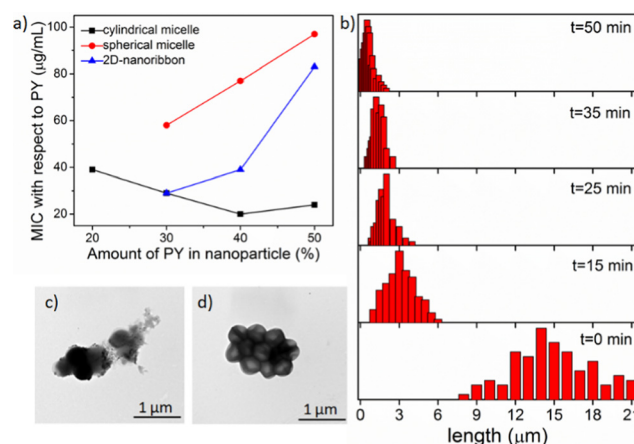 a)
cylindrical micelle
spherical micelle
2D-nanoribbon
MIC with respect to PY (µg/mL)
100
80
60
40
20
20
30
40
50
Amount of PY in nanoparticle (%)
b)
t=50 min
t=35 min
t=25 min
t=15 min
t=0 min
0
3
6
9
12
15
18
21
length (µm)
c)
1 µm
d)
1 µm